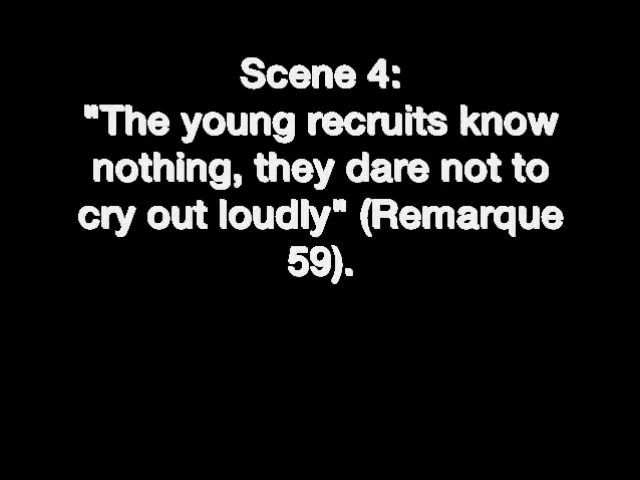 Scene 4:
"The young recruits know
nothing, they dare not to
cry out loudly" (Remarque
59).